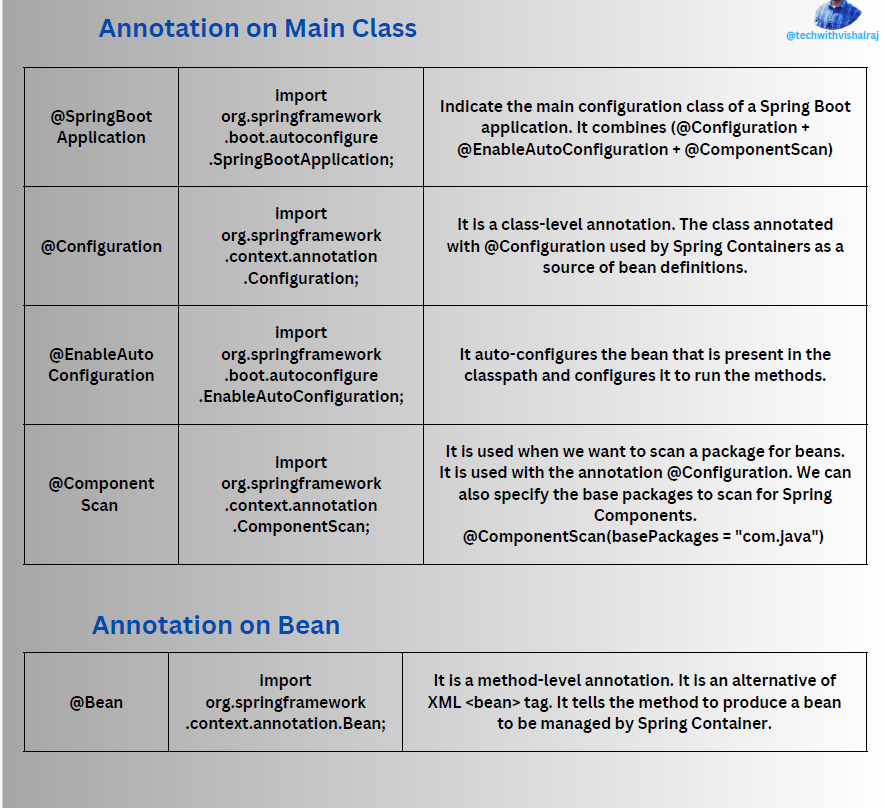 Annotation on Main Class
@techwithvishalraj
@SpringBoot
Application
import
org.springframework
.boot.autoconfigure
.SpringBootApplication;
Indicate the main configuration class of a Spring Boot
application. It combines (@Configuration +
@EnableAutoConfiguration + @ComponentScan)
@Configuration
import
org.springframework
.context.annotation
.Configuration;
It is a class-level annotation. The class annotated
with @Configuration used by Spring Containers as a
source of bean definitions.
@EnableAuto
Configuration
import
org.springframework
.boot.autoconfigure
.EnableAutoConfiguration;
It auto-configures the bean that is present in the
classpath and configures it to run the methods.
@Component
Scan
import
org.springframework
.context.annotation
.ComponentScan;
It is used when we want to scan a package for beans.
It is used with the annotation @Configuration. We can
also specify the base packages to scan for Spring
Components.
@ComponentScan(basePackages = "com.java")
Annotation on Bean
@Bean
import
org.springframework
.context.annotation.Bean;
It is a method-level annotation. It is an alternative of
XML <bean> tag. It tells the method to produce a bean
to be managed by Spring Container.